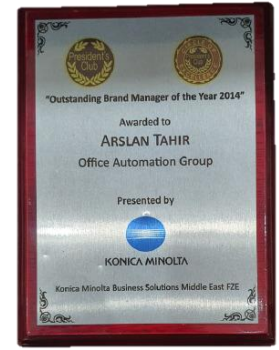 President's
Club
"Outstanding Brand Manager of the Year 2014"
Awarded to
ARSLAN TAHIR
Office Automation Group
Presented by
KONICA MINOLTA
Konica Minolta Business Solutions Middle East FZE